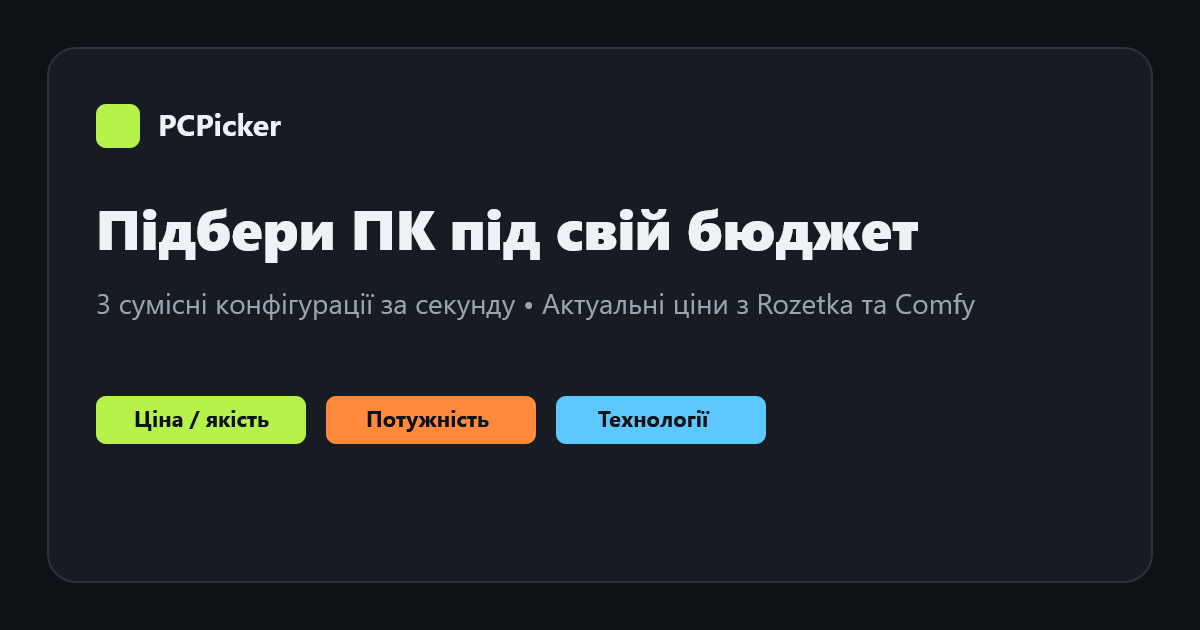 PCPicker
Підбери ПК під свій бюджет
3 сумісні конфігурації за секунду • Актуальні ціни з Rozetka та Comfy
Ціна / якість
Потужність
Технології